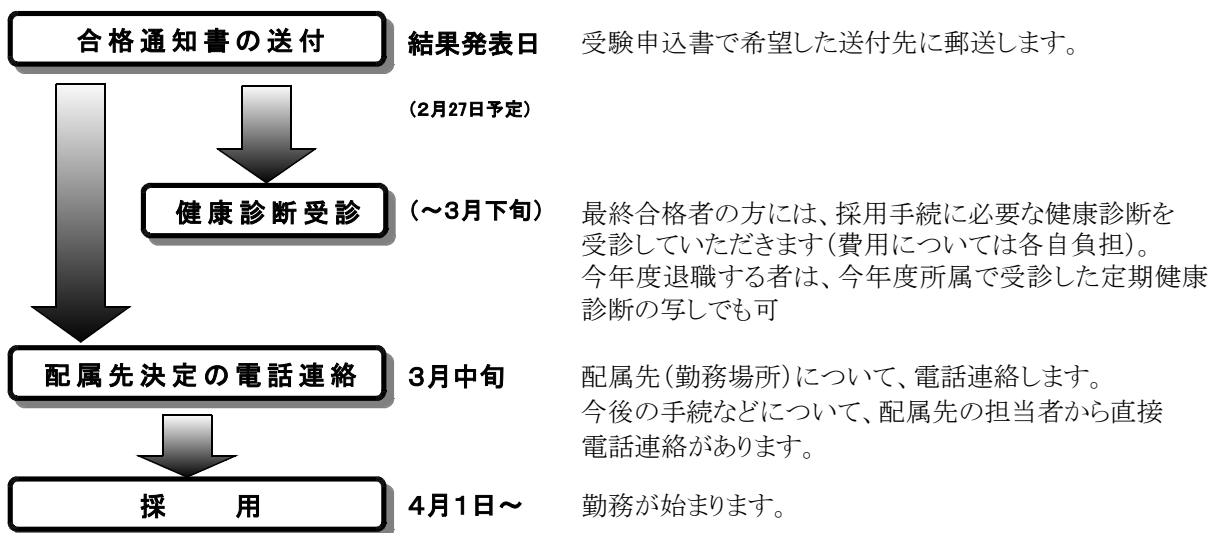 合格通知書の送付
結果発表日
受験申込書で希望した送付先に郵送します。
(2月27日予定)
健康診断受診
(～3月下旬)
最終合格者の方には、採用手続に必要な健康診断を
受診していただきます(費用については各自負担)。
今年度退職する者は、今年度所属で受診した定期健康
診断の写しでも可
配属先決定の電話連絡
3月中旬
配属先(勤務場所)について、電話連絡します。
今後の手続などについて、配属先の担当者から直接
電話連絡があります。
採 用
4月1日～
勤務が始まります。